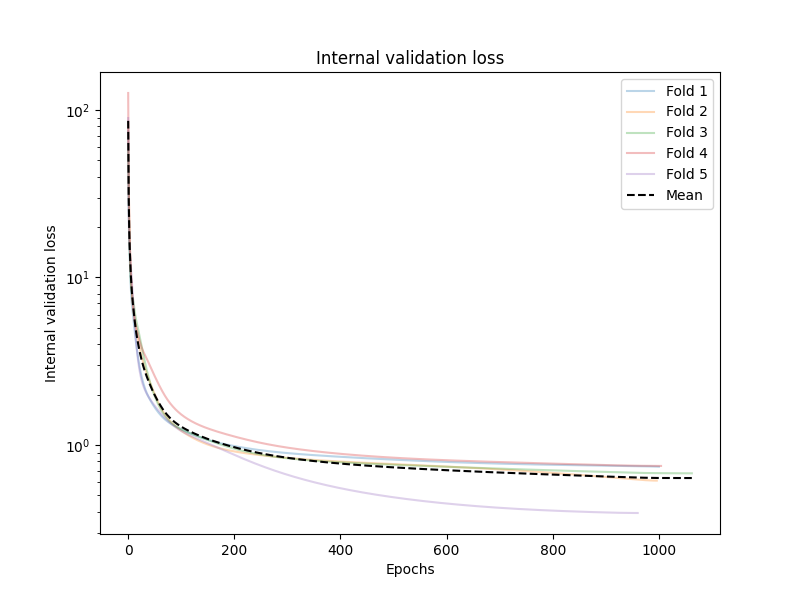 Internal validation loss
Internal validation loss
10²
10¹
10⁰
0
200
400
600
800
1000
Epochs
Fold 1
Fold 2
Fold 3
Fold 4
Fold 5
Mean